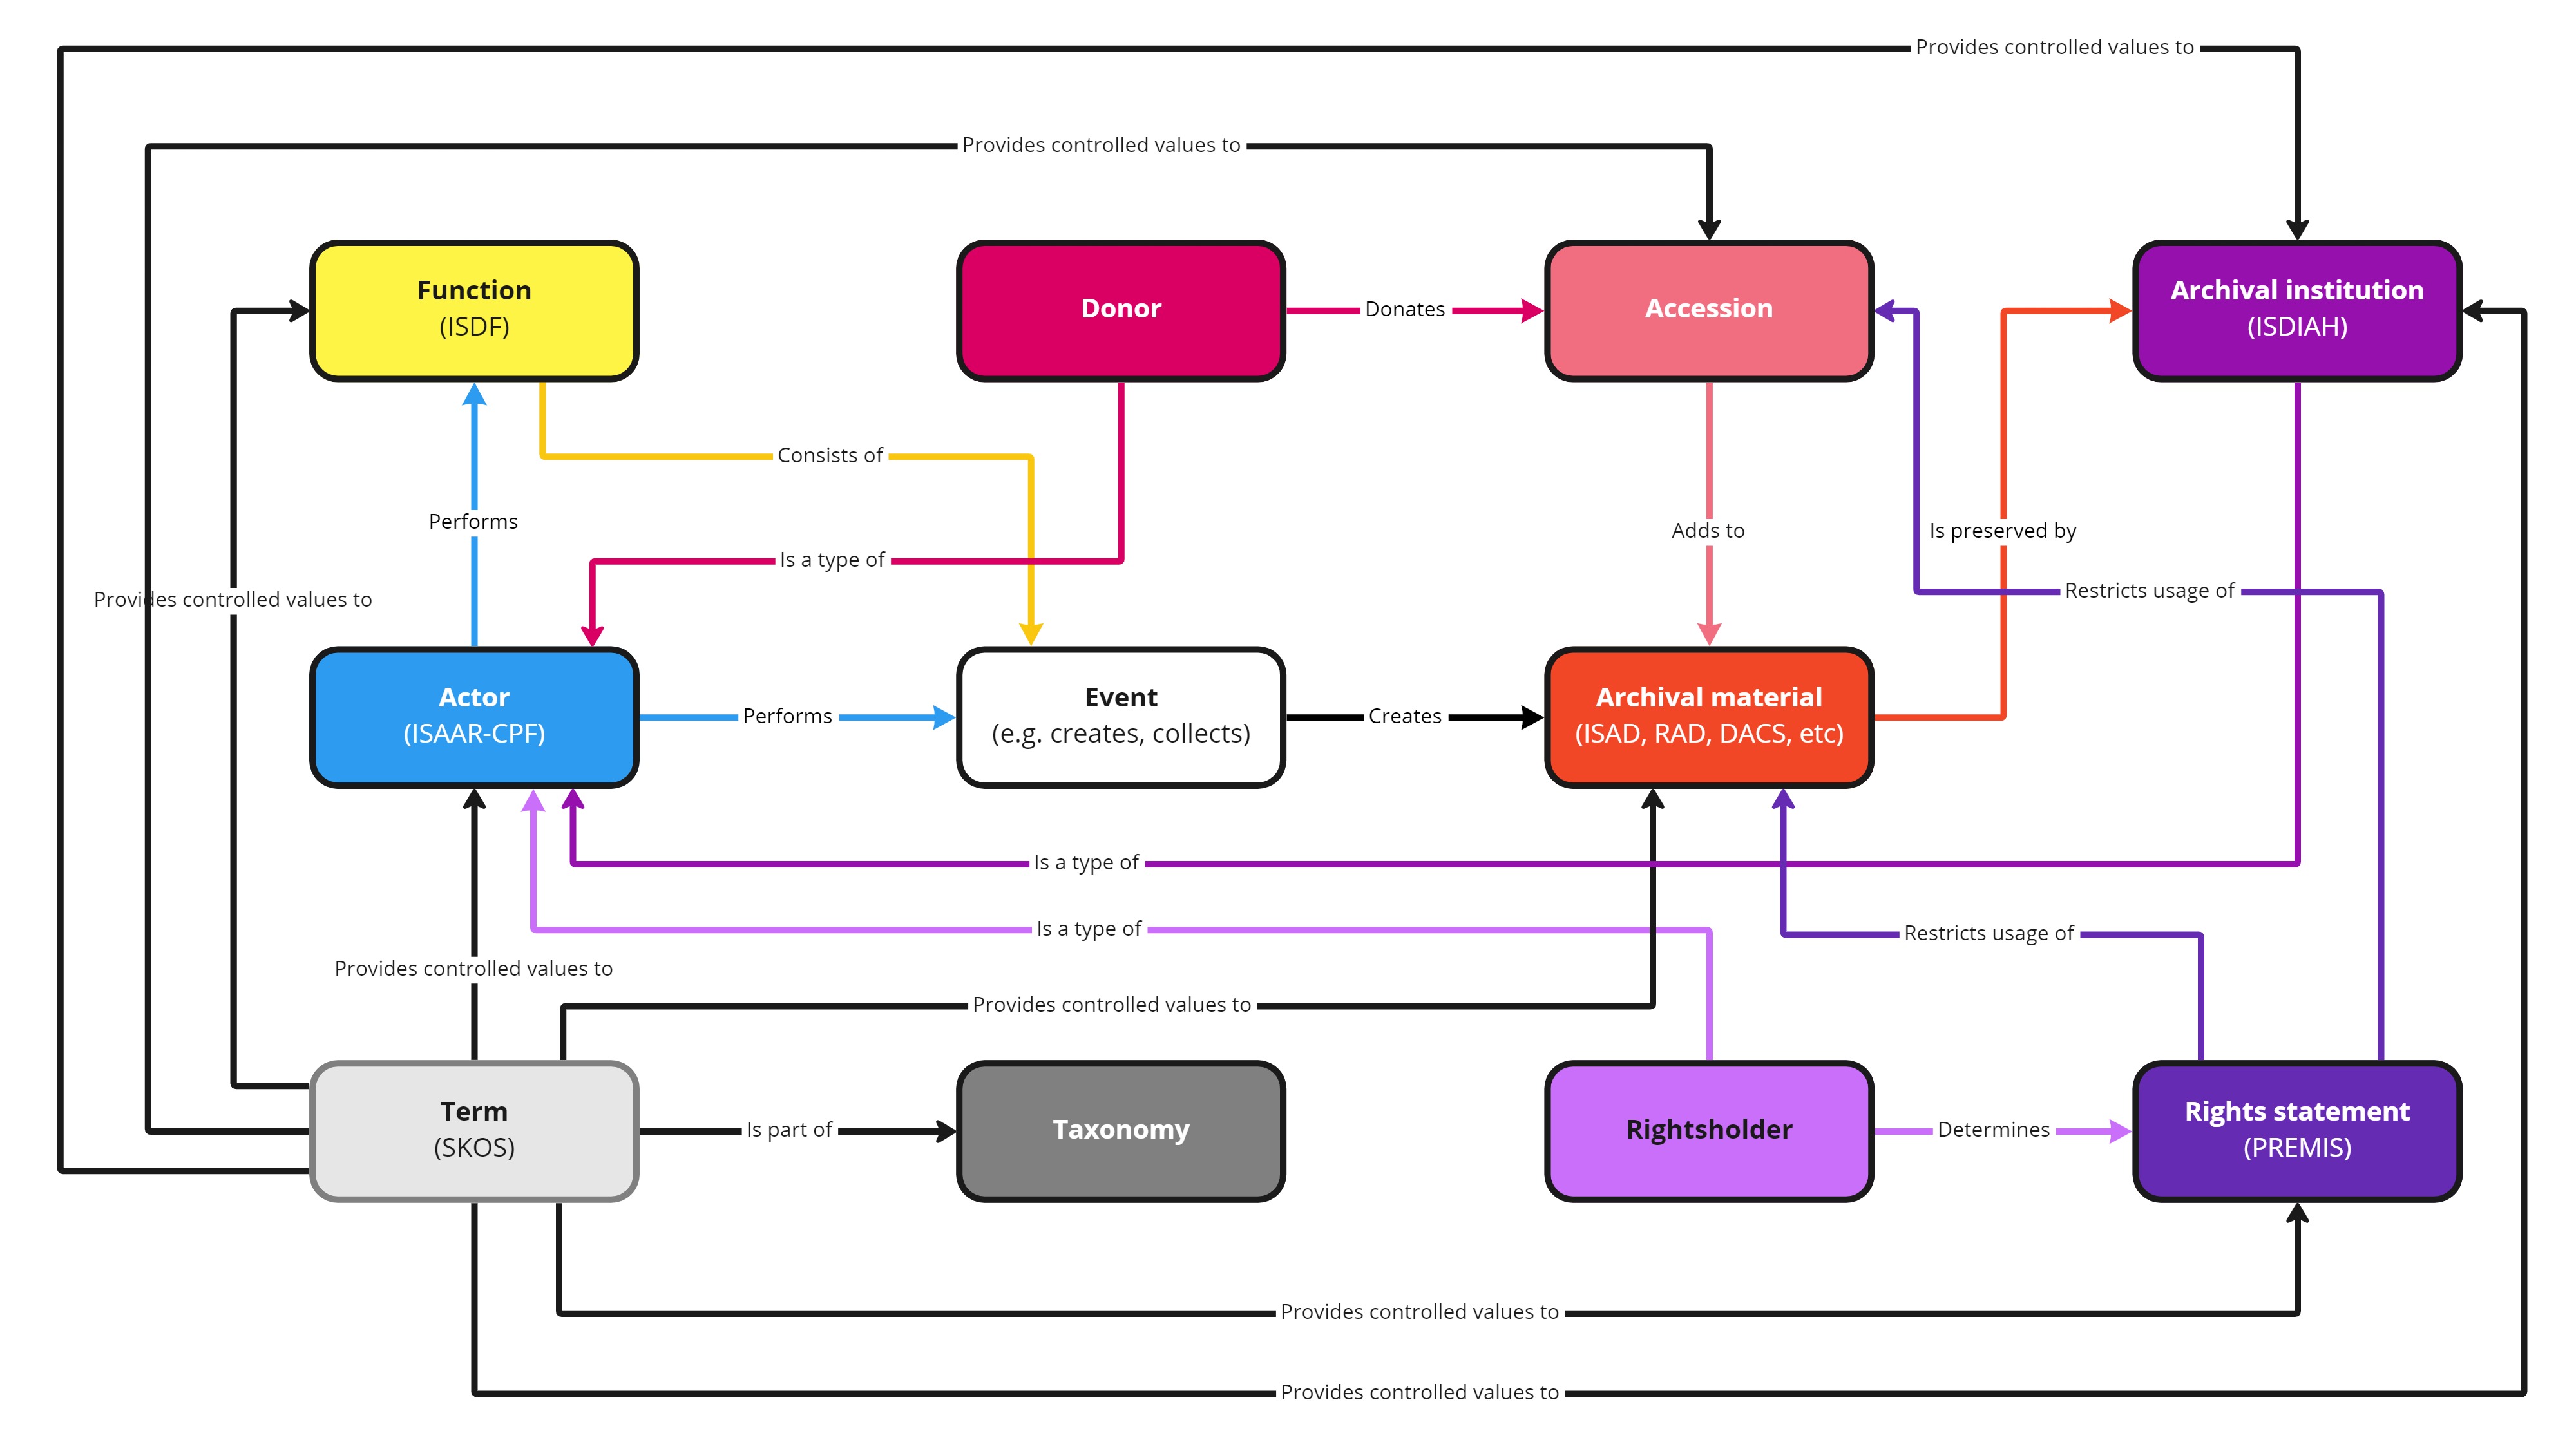 Provides controlled values to
Provides controlled values to
Function
(ISDF)
Donor
Donates
Accession
Archival institution
(ISDIAH)
Consists of
Performs
Adds to
Is preserved by
Is a type of
Provides controlled values to
Restricts usage of
Actor
(ISAAR-CPF)
Performs
Event
(e.g. creates, collects)
Creates
Archival material
(ISAD, RAD, DACS, etc)
Is a type of
Is a type of
Restricts usage of
Provides controlled values to
Provides controlled values to
Term
(SKOS)
Is part of
Taxonomy
Rightsholder
Determines
Rights statement
(PREMIS)
Provides controlled values to
Provides controlled values to